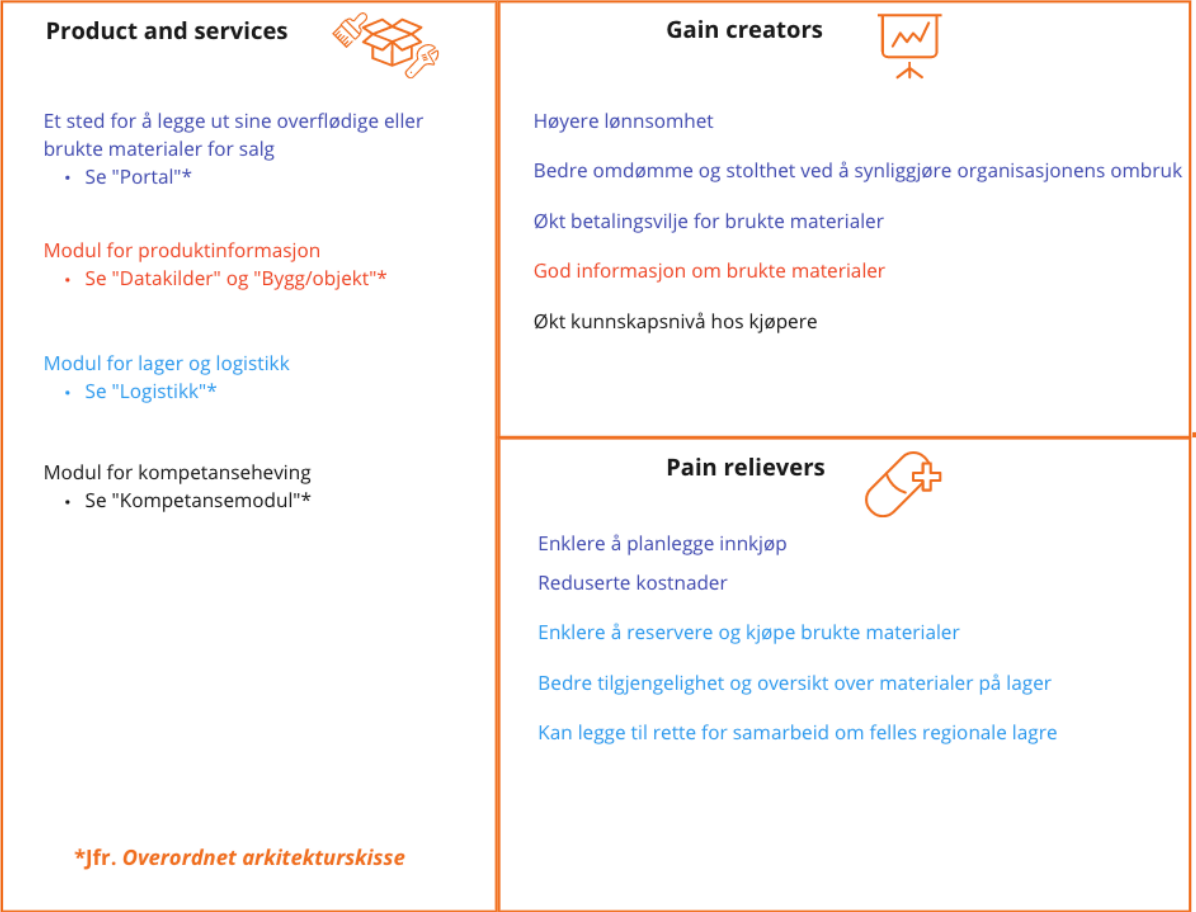 Product and services
Et sted for å legge ut sine overflødige eller
brukte materialer for salg
• Se "Portal"*
Modul for produktinformasjon
• Se "Datakilder" og "Bygg/objekt"*
Modul for lager og logistikk
• Se "Logistikk"*
Modul for kompetanseheving
• Se "Kompetansemodul"*
*Jfr. Overordnet arkitekturskisse
Gain creators
Høyere lønnsomhet
Bedre omdømme og stolthet ved å synliggjøre organisasjonens ombruk
Økt betalingsvilje for brukte materialer
God informasjon om brukte materialer
Økt kunnskapsnivå hos kjøpere
Pain relievers
Enklere å planlegge innkjøp
Reduserte kostnader
Enklere å reservere og kjøpe brukte materialer
Bedre tilgjengelighet og oversikt over materialer på lager
Kan legge til rette for samarbeid om felles regionale lagre